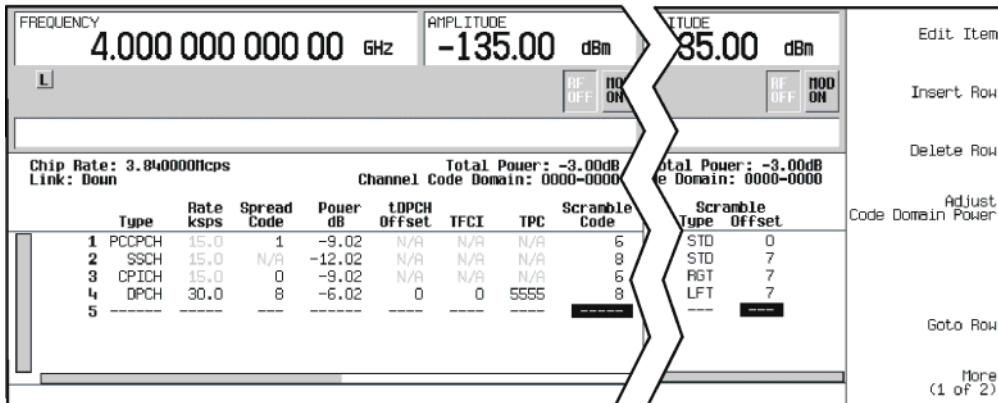 FREQUENCY
4.000 000 000 00 GHz
AMPLITUDE
-135.00 dBm
ITUDE
35.00 dBm
L
RF OFF
MOD ON
Chip Rate: 3.840000Mcps
Link: Down
Total Power: -3.00dB
Channel Code Domain: 0000-0000
otal Power: -3.00dB
e Domain: 0000-0000
Type Rate ksps Spread Code Power dB tDPCH Offset TFCI TPC Scramble Code Scramble Type Offset
1 PCCPCH 15.0 1 -9.02 N/A N/A N/A 6 STD 0
2 SSCH 15.0 N/A -12.02 N/A N/A N/A 8 STD 7
3 CPICH 15.0 0 -9.02 N/A N/A N/A 6 RGT 7
4 DPCH 30.0 8 -6.02 0 0 5555 8 LFT 7
5 ------ ----- --- ------ ---- ---- ---- ----- --- ---
Edit Item
Insert Row
Delete Row
Adjust
Code Domain Power
Goto Row
More
(1 of 2)